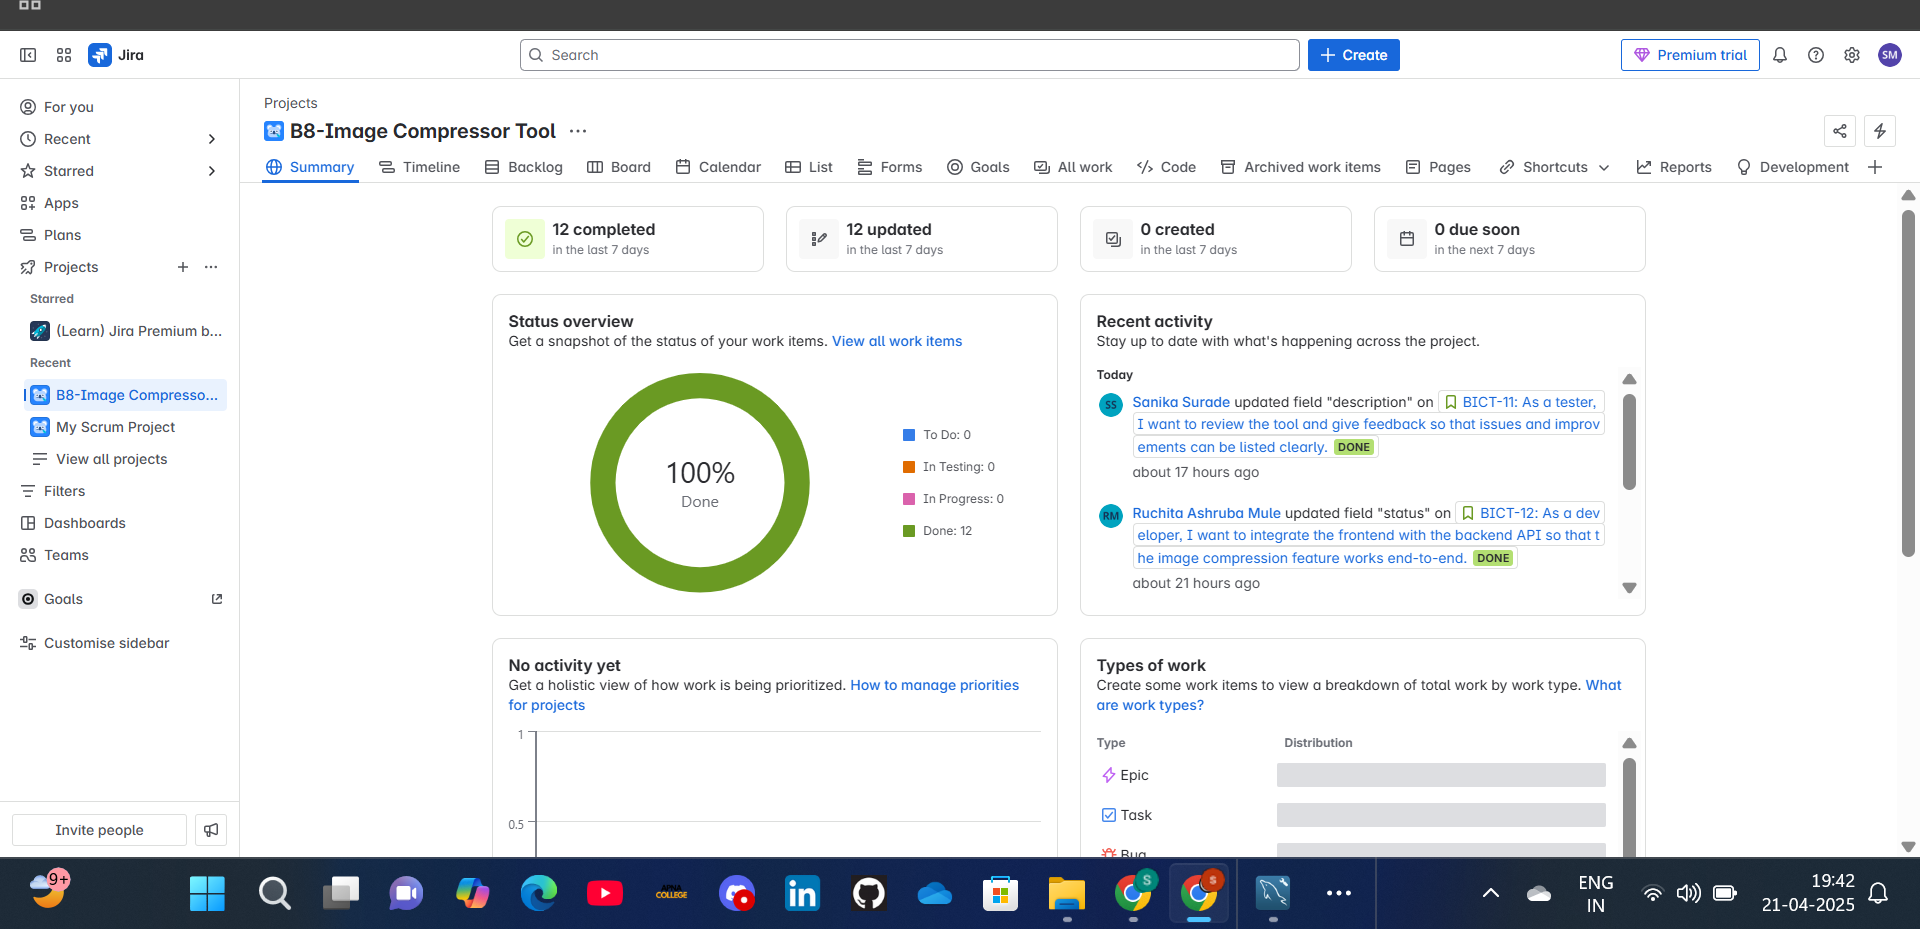 Jira
Search
Create
Premium trial
SM
For you
Recent
Starred
Apps
Plans
Projects
Starred
(Learn) Jira Premium b...
Recent
B8-Image Compresso...
My Scrum Project
View all projects
Filters
Dashboards
Teams
Goals
Customise sidebar
Invite people
Projects
B8-Image Compressor Tool
Summary Timeline Backlog Board Calendar List Forms Goals All work Code Archived work items Pages Shortcuts Reports Development
12 completed
in the last 7 days
12 updated
in the last 7 days
0 created
in the last 7 days
0 due soon
in the next 7 days
Status overview
Get a snapshot of the status of your work items. View all work items
100%
Done
To Do: 0
In Testing: 0
In Progress: 0
Done: 12
Recent activity
Stay up to date with what's happening across the project.
Today
SS
Sanika Surade updated field "description" on BICT-11: As a tester,
I want to review the tool and give feedback so that issues and improv
ements can be listed clearly. DONE
about 17 hours ago
RM
Ruchita Ashruba Mule updated field "status" on BICT-12: As a dev
eloper, I want to integrate the frontend with the backend API so that t
he image compression feature works end-to-end. DONE
about 21 hours ago
No activity yet
Get a holistic view of how work is being prioritized. How to manage priorities
for projects
1
0.5
Types of work
Create some work items to view a breakdown of total work by work type. What
are work types?
Type Distribution
Epic
Task
Bug
9+
APNA
COLLEGE
in
S
S
ENG
IN
19:42
21-04-2025